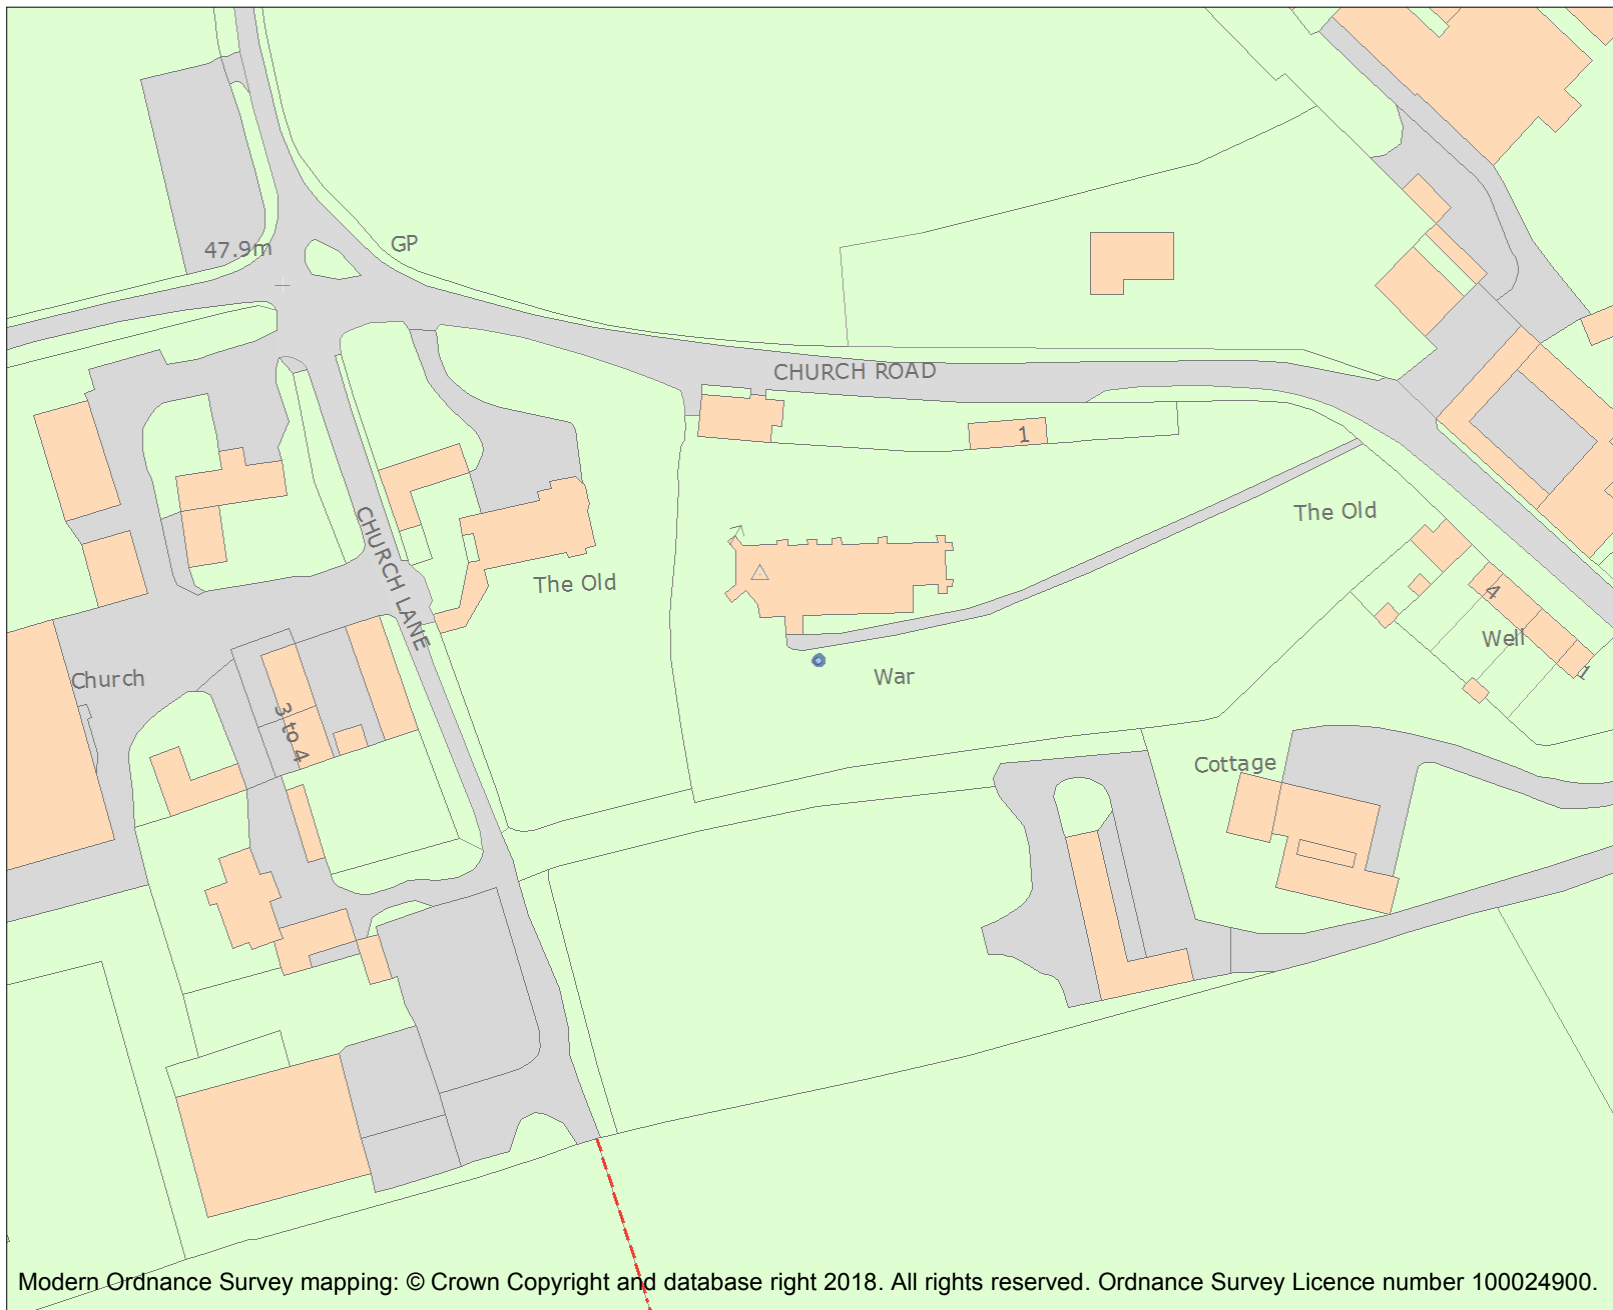 GP
47.9m
CHURCH ROAD
1
The Old
CHURCH LANE
The Old
4
Well
War
1
Church
3 to 4
Cottage
Modern Ordnance Survey mapping: © Crown Copyright and database right 2018. All rights reserved. Ordnance Survey Licence number 100024900.